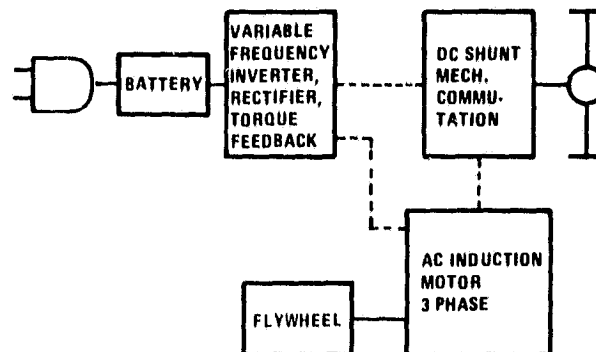 BATTERY
VARIABLE
FREQUENCY
INVERTER,
RECTIFIER,
TORQUE
FEEDBACK
DC SHUNT
MECH.
COMMU-
TATION
AC INDUCTION
MOTOR
3 PHASE
FLYWHEEL